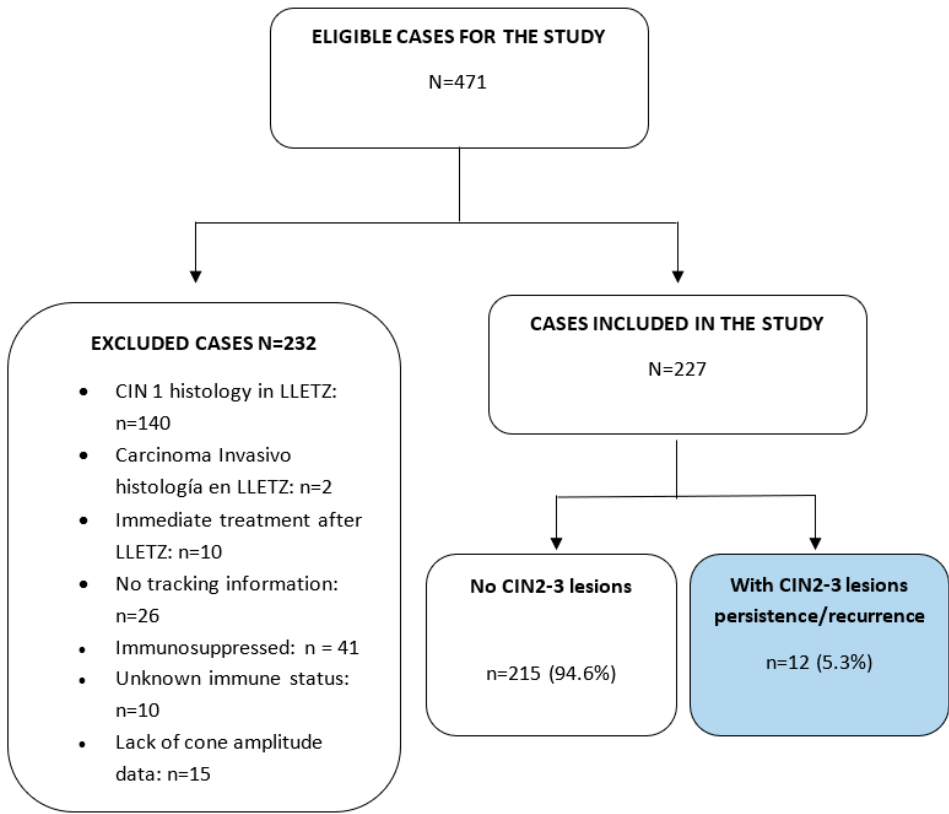 ELIGIBLE CASES FOR THE STUDY
N=471
EXCLUDED CASES N=232
• CIN 1 histology in LLETZ:
n=140
• Carcinoma Invasivo
histología en LLETZ: n=2
• Immediate treatment after
LLETZ: n=10
• No tracking information:
n=26
• Immunosuppressed: n = 41
• Unknown immune status:
n=10
• Lack of cone amplitude
data: n=15
CASES INCLUDED IN THE STUDY
N=227
No CIN2-3 lesions
n=215 (94.6%)
With CIN2-3 lesions
persistence/recurrence
n=12 (5.3%)